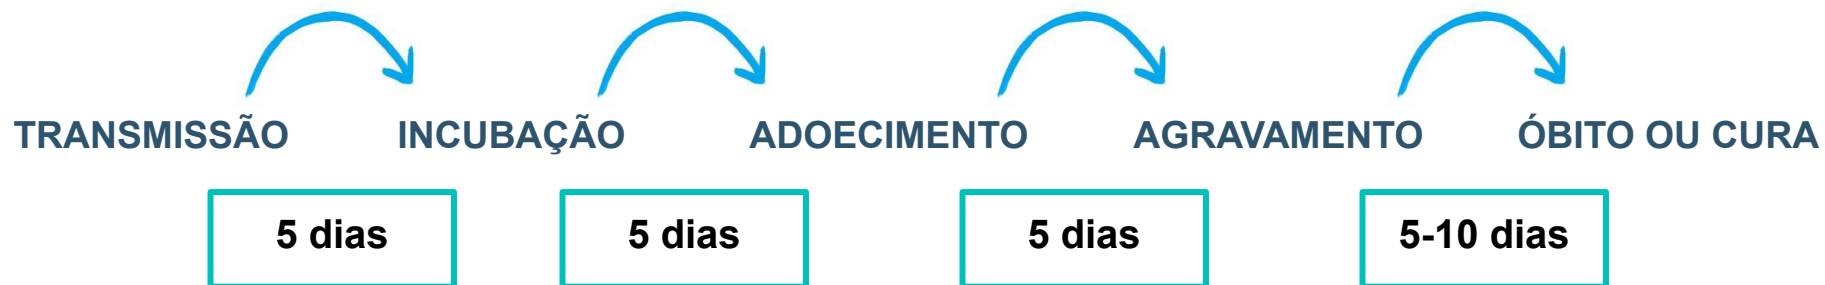 TRANSMISSÃO INCUBAÇÃO ADOECIMENTO AGRAVAMENTO ÓBITO OU CURA
5 dias 5 dias 5 dias 5-10 dias